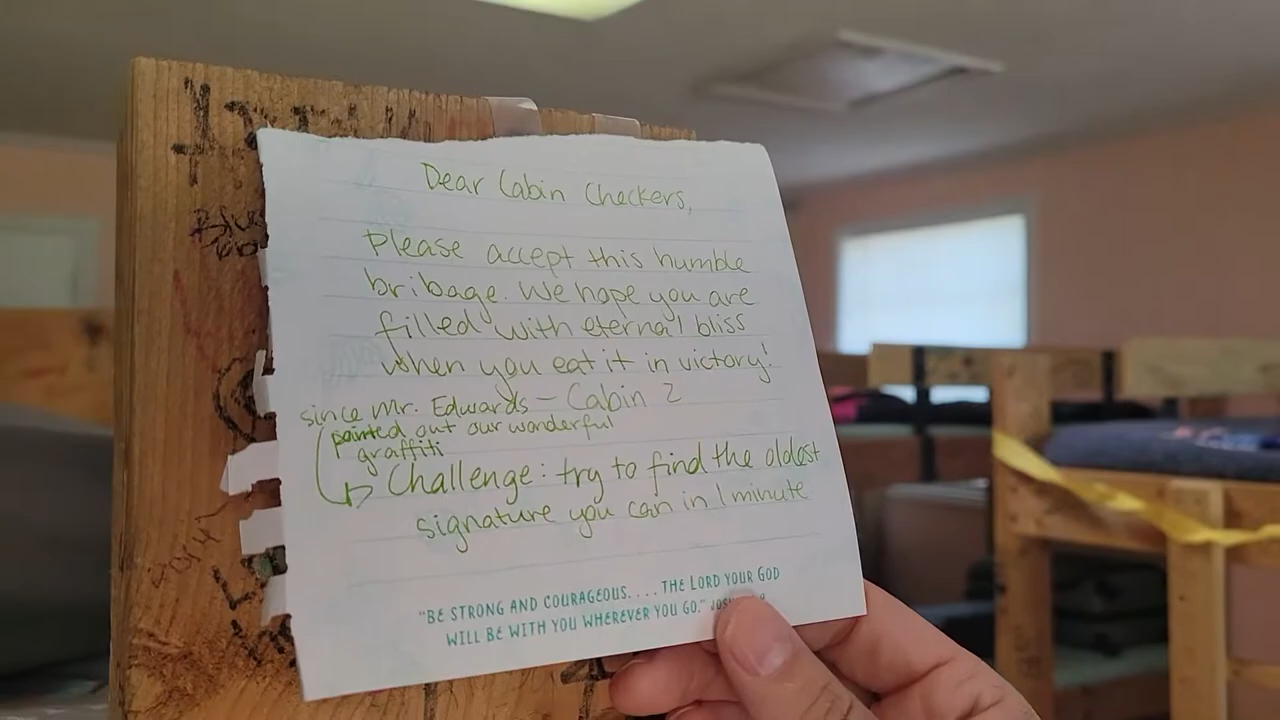 Dear Cabin Checkers,
Please accept this humble
bribage. We hope you are
filled with eternal bliss
when you eat it in victory!
since Mr. Edwards – Cabin 2
painted out our wonderful
graffiti
Challenge: try to find the oldest
signature you can in 1 minute
"BE STRONG AND COURAGEOUS. . . . THE LORD YOUR GOD
WILL BE WITH YOU WHEREVER YOU GO."